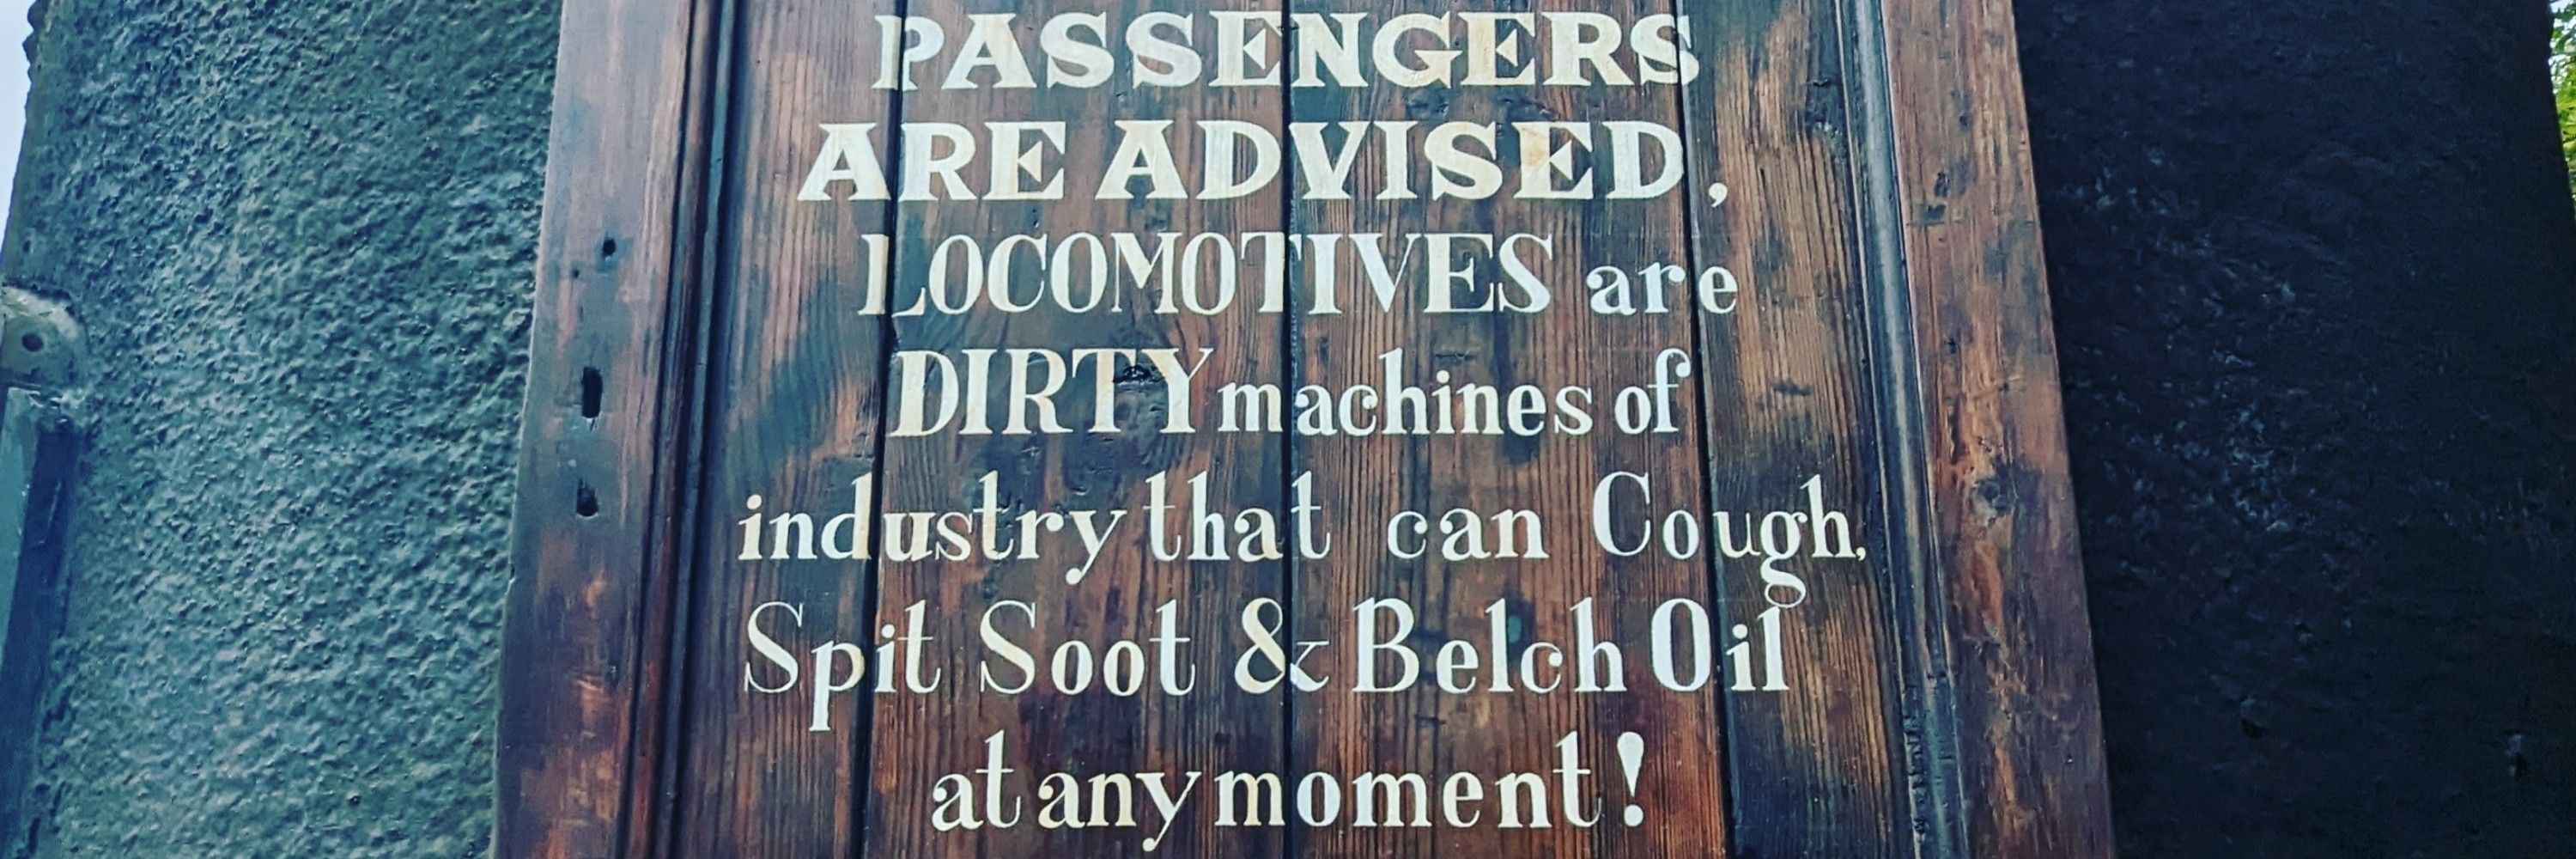 PASSENGERS
ARE ADVISED,
LOCOMOTIVES are
DIRTY machines of
industry that can Cough,
Spit Soot & Belch Oil
at any moment!